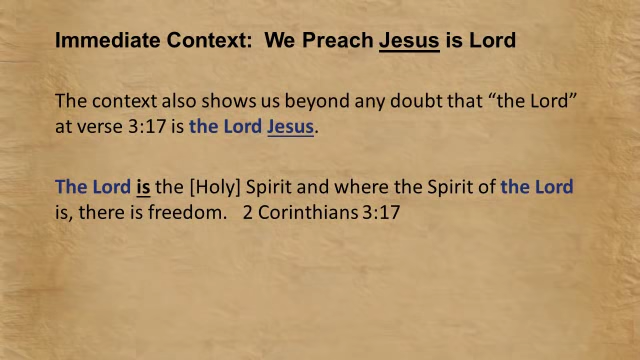 Immediate Context:  We Preach Jesus is Lord
The context also shows us beyond any doubt that “the Lord”
at verse 3:17 is the Lord Jesus.
The Lord is the [Holy] Spirit and where the Spirit of the Lord
is, there is freedom.   2 Corinthians 3:17